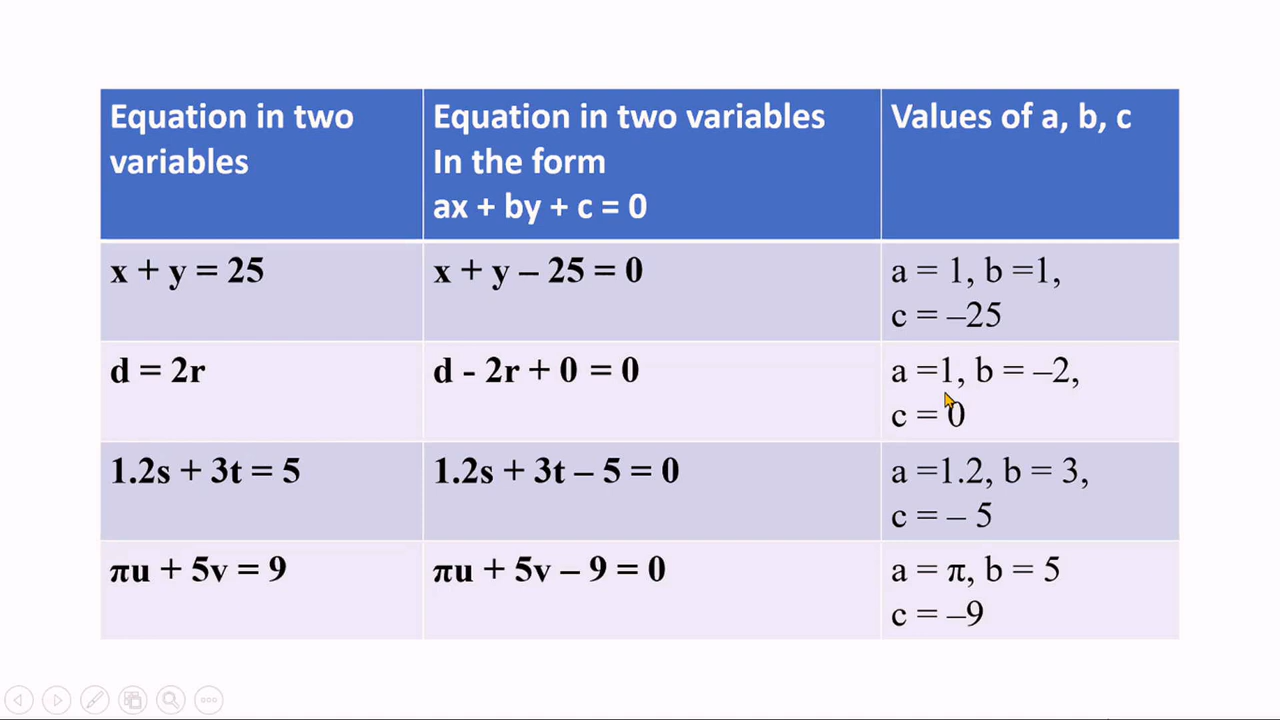 Equation in two
variables
Equation in two variables
In the form
ax + by + c = 0
Values of a, b, c
x + y = 25
x + y – 25 = 0
a = 1, b =1,
c = –25
d = 2r
d - 2r + 0 = 0
a =1, b = –2,
c = 0
1.2s + 3t = 5
1.2s + 3t – 5 = 0
a =1.2, b = 3,
c = – 5
πu + 5v = 9
πu + 5v – 9 = 0
a = π, b = 5
c = –9